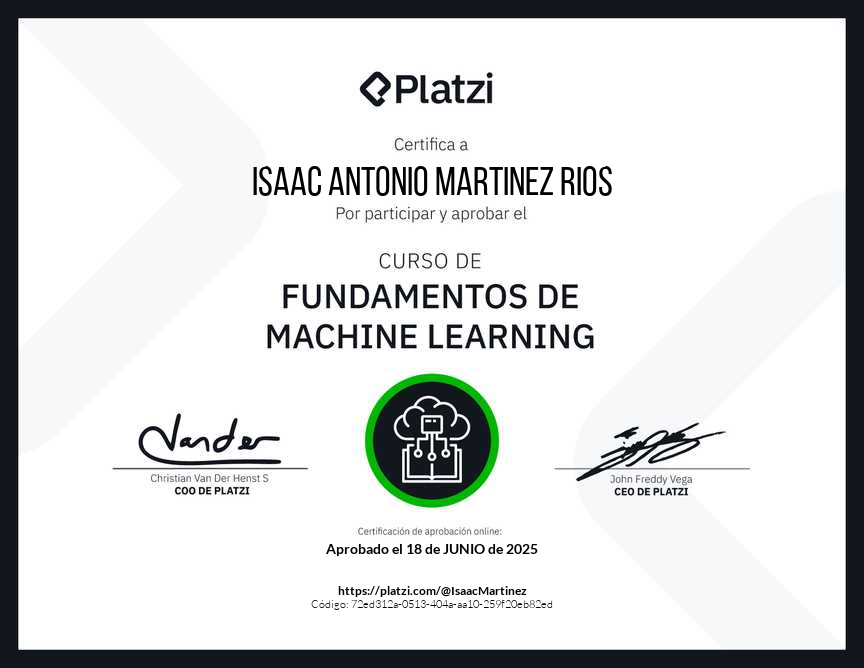 Platzi
Certifica a
ISAAC ANTONIO MARTINEZ RIOS
Por participar y aprobar el
CURSO DE
FUNDAMENTOS DE
MACHINE LEARNING
Vander
Christian Van Der Henst S
COO DE PLATZI
John Freddy Vega
CEO DE PLATZI
Certificación de aprobación online:
Aprobado el 18 de JUNIO de 2025
https://platzi.com/@IsaacMartinez
Código: 72ed312a-0513-404a-aa10-259f20eb82ed